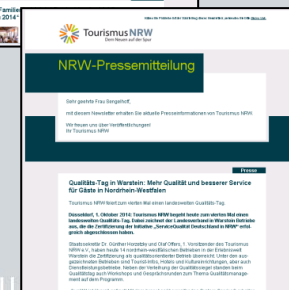 Familie
2014"
Tourismus NRW
Dem Neuen auf der Spur
NRW-Pressemitteilung
Sehr geehrte Frau Dengelhoff,
mit diesem Newsletter erhalten Sie aktuelle Presseinformationen von Tourismus NRW.
Wir freuen uns über Veröffentlichungen!
Ihr Tourismus NRW
Presse
Qualitäts-Tag in Warstein: Mehr Qualität und besserer Service
für Gäste in Nordrhein-Westfalen
Tourismus NRW feiert zum vierten Mal einen landesweiten Qualitäts-Tag.
Düsseldorf, 1. Oktober 2014. Tourismus NRW begeht heute zum vierten Mal einen
landesweiten Qualitäts-Tag. Dabei zeichnet der Landesverband in Warstein Betriebe
aus, die die Zertifizierung der Initiative „ServiceQualität Deutschland in NRW" erfol-
greich abgeschlossen haben.
Staatssekretär Dr. Günther Horzetzky und Olaf Offers, 1. Vorsitzender des Tourismus
NRW e.V., haben heute 14 nordrhein-westfälischen Betrieben in der Erlebniswelt
Warstein die Zertifizierung als qualitätsorientierter Betrieb überreicht. Unter den aus-
gezeichneten Betrieben sind Tourist-Infos, Hotels und Kultureinrichtungen, aber auch
Dienstleistungsbetriebe. Neben der Verleihung der Qualitätssiegel standen beim
Qualitätstag auch Workshops und Gesprächsrunden zum Thema Qualitätsmanage-
ment auf dem Programm.